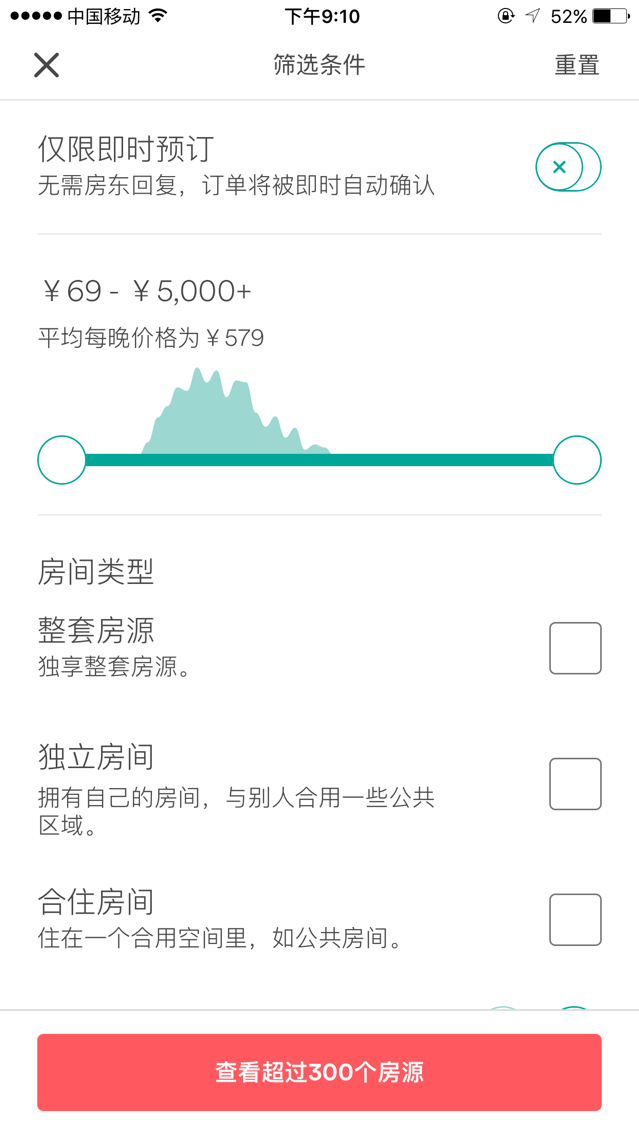 中国移动
下午9:10
52%
筛选条件
重置
仅限即时预订
无需房东回复，订单将被即时自动确认
￥69 - ￥5,000+
平均每晚价格为￥579
房间类型
整套房源
独享整套房源。
独立房间
拥有自己的房间，与别人合用一些公共
区域。
合住房间
住在一个合用空间里，如公共房间。
查看超过300个房源